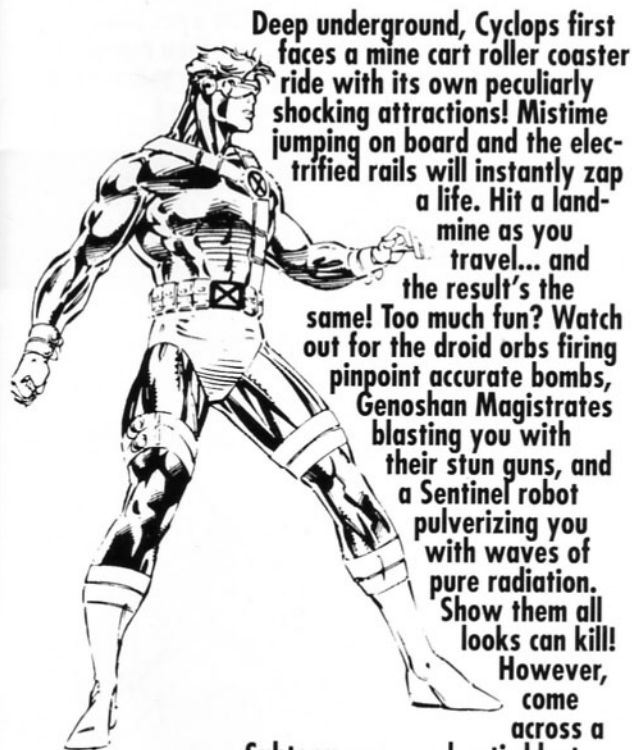 Deep underground, Cyclops first
faces a mine cart roller coaster
ride with its own peculiarly
shocking attractions! Mistime
jumping on board and the elec-
trified rails will instantly zap
a life. Hit a land-
mine as you
travel... and
the result's the
same! Too much fun? Watch
out for the droid orbs firing
pinpoint accurate bombs,
Genoshan Magistrates
blasting you with
their stun guns, and
a Sentinel robot
pulverizing you
with waves of
pure radiation.
Show them all
looks can kill!
However,
come
across a